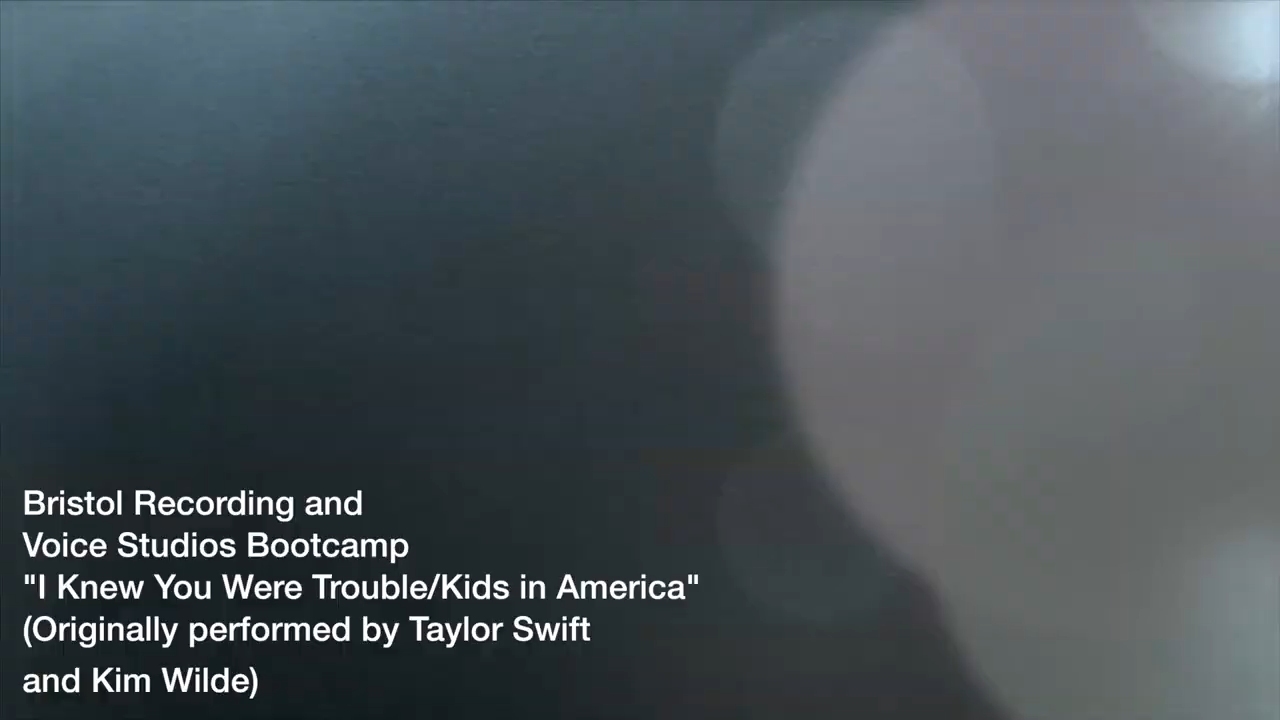 Bristol Recording and
Voice Studios Bootcamp
"I Knew You Were Trouble/Kids in America"
(Originally performed by Taylor Swift
and Kim Wilde)